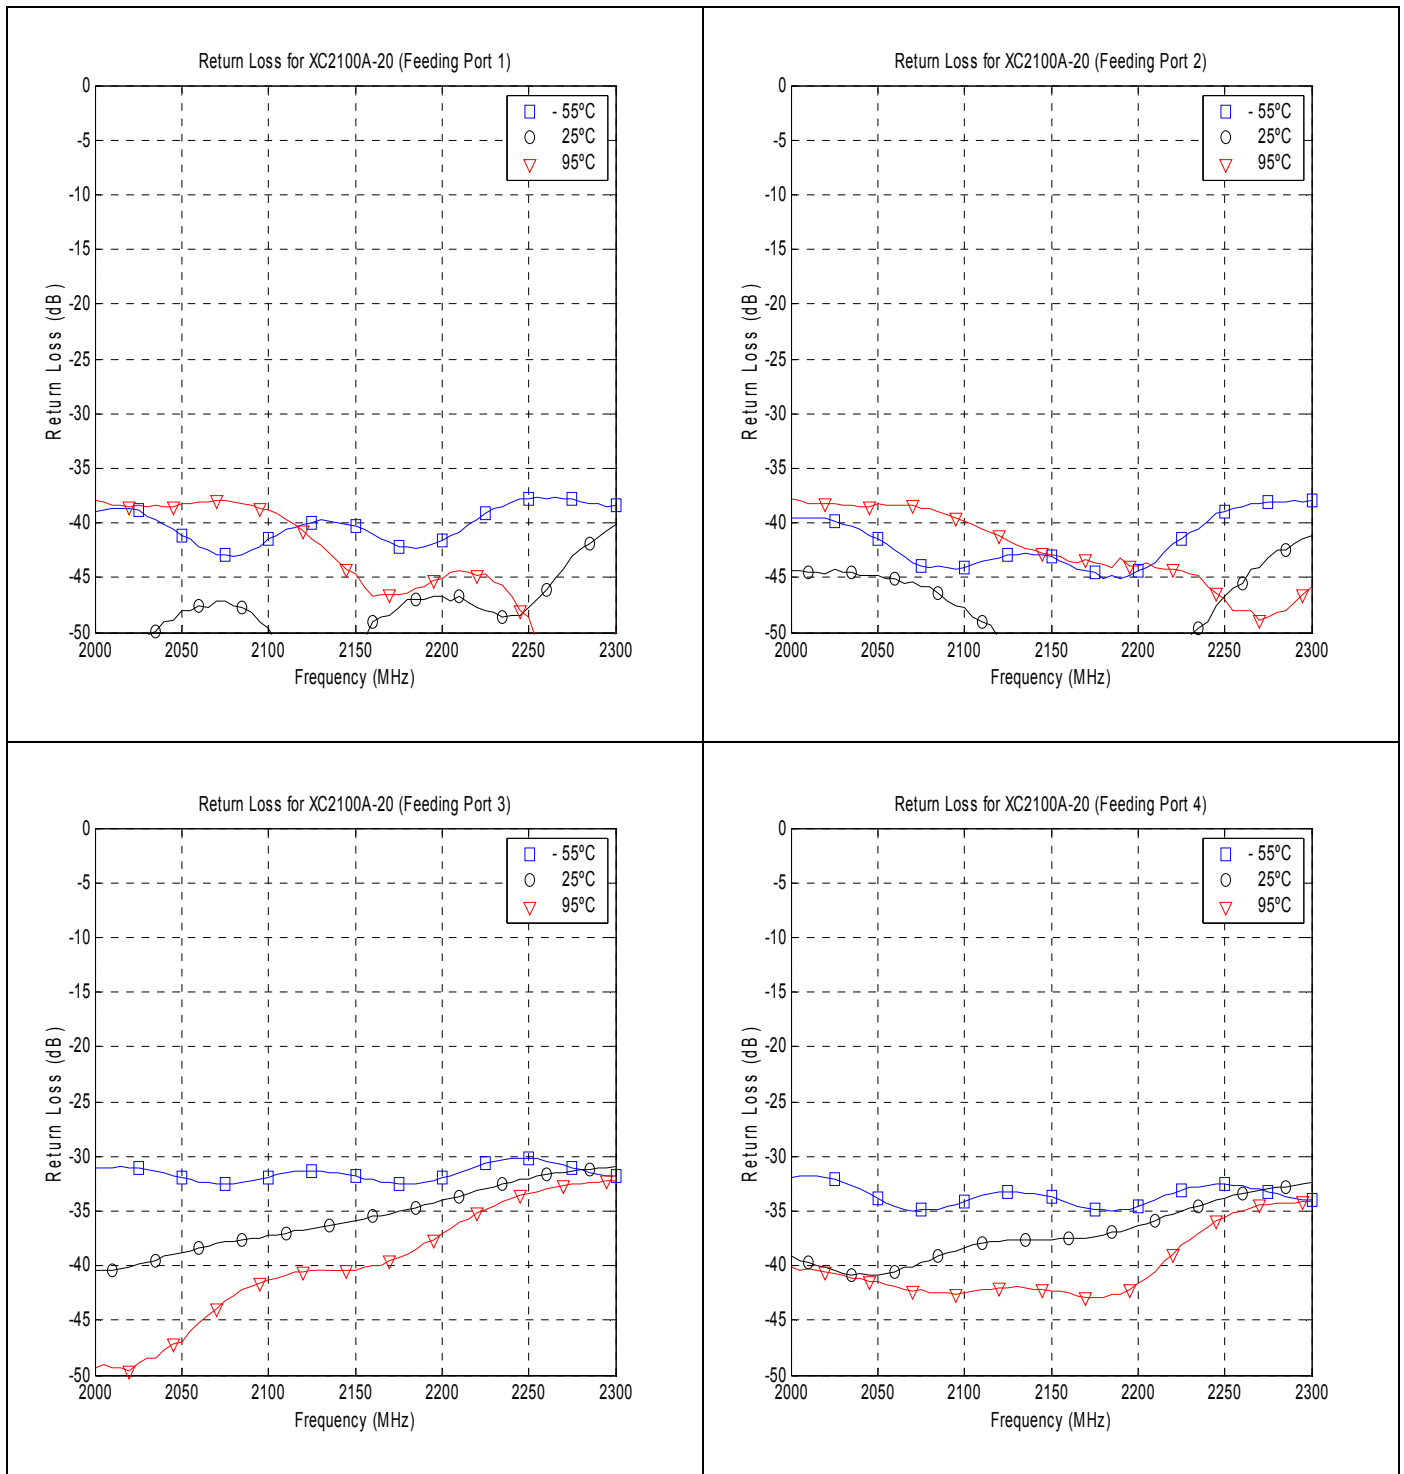 Return Loss for XC2100A-20 (Feeding Port 1)
0
-5
-10
-15
-20
-25
-30
-35
-40
-45
-50
Return Loss (dB)
- 55ºC
25ºC
95ºC
2000 2050 2100 2150 2200 2250 2300
Frequency (MHz)
Return Loss for XC2100A-20 (Feeding Port 2)
0
-5
-10
-15
-20
-25
-30
-35
-40
-45
-50
Return Loss (dB)
- 55ºC
25ºC
95ºC
2000 2050 2100 2150 2200 2250 2300
Frequency (MHz)
Return Loss for XC2100A-20 (Feeding Port 3)
0
-5
-10
-15
-20
-25
-30
-35
-40
-45
-50
Return Loss (dB)
- 55ºC
25ºC
95ºC
2000 2050 2100 2150 2200 2250 2300
Frequency (MHz)
Return Loss for XC2100A-20 (Feeding Port 4)
0
-5
-10
-15
-20
-25
-30
-35
-40
-45
-50
Return Loss (dB)
- 55ºC
25ºC
95ºC
2000 2050 2100 2150 2200 2250 2300
Frequency (MHz)